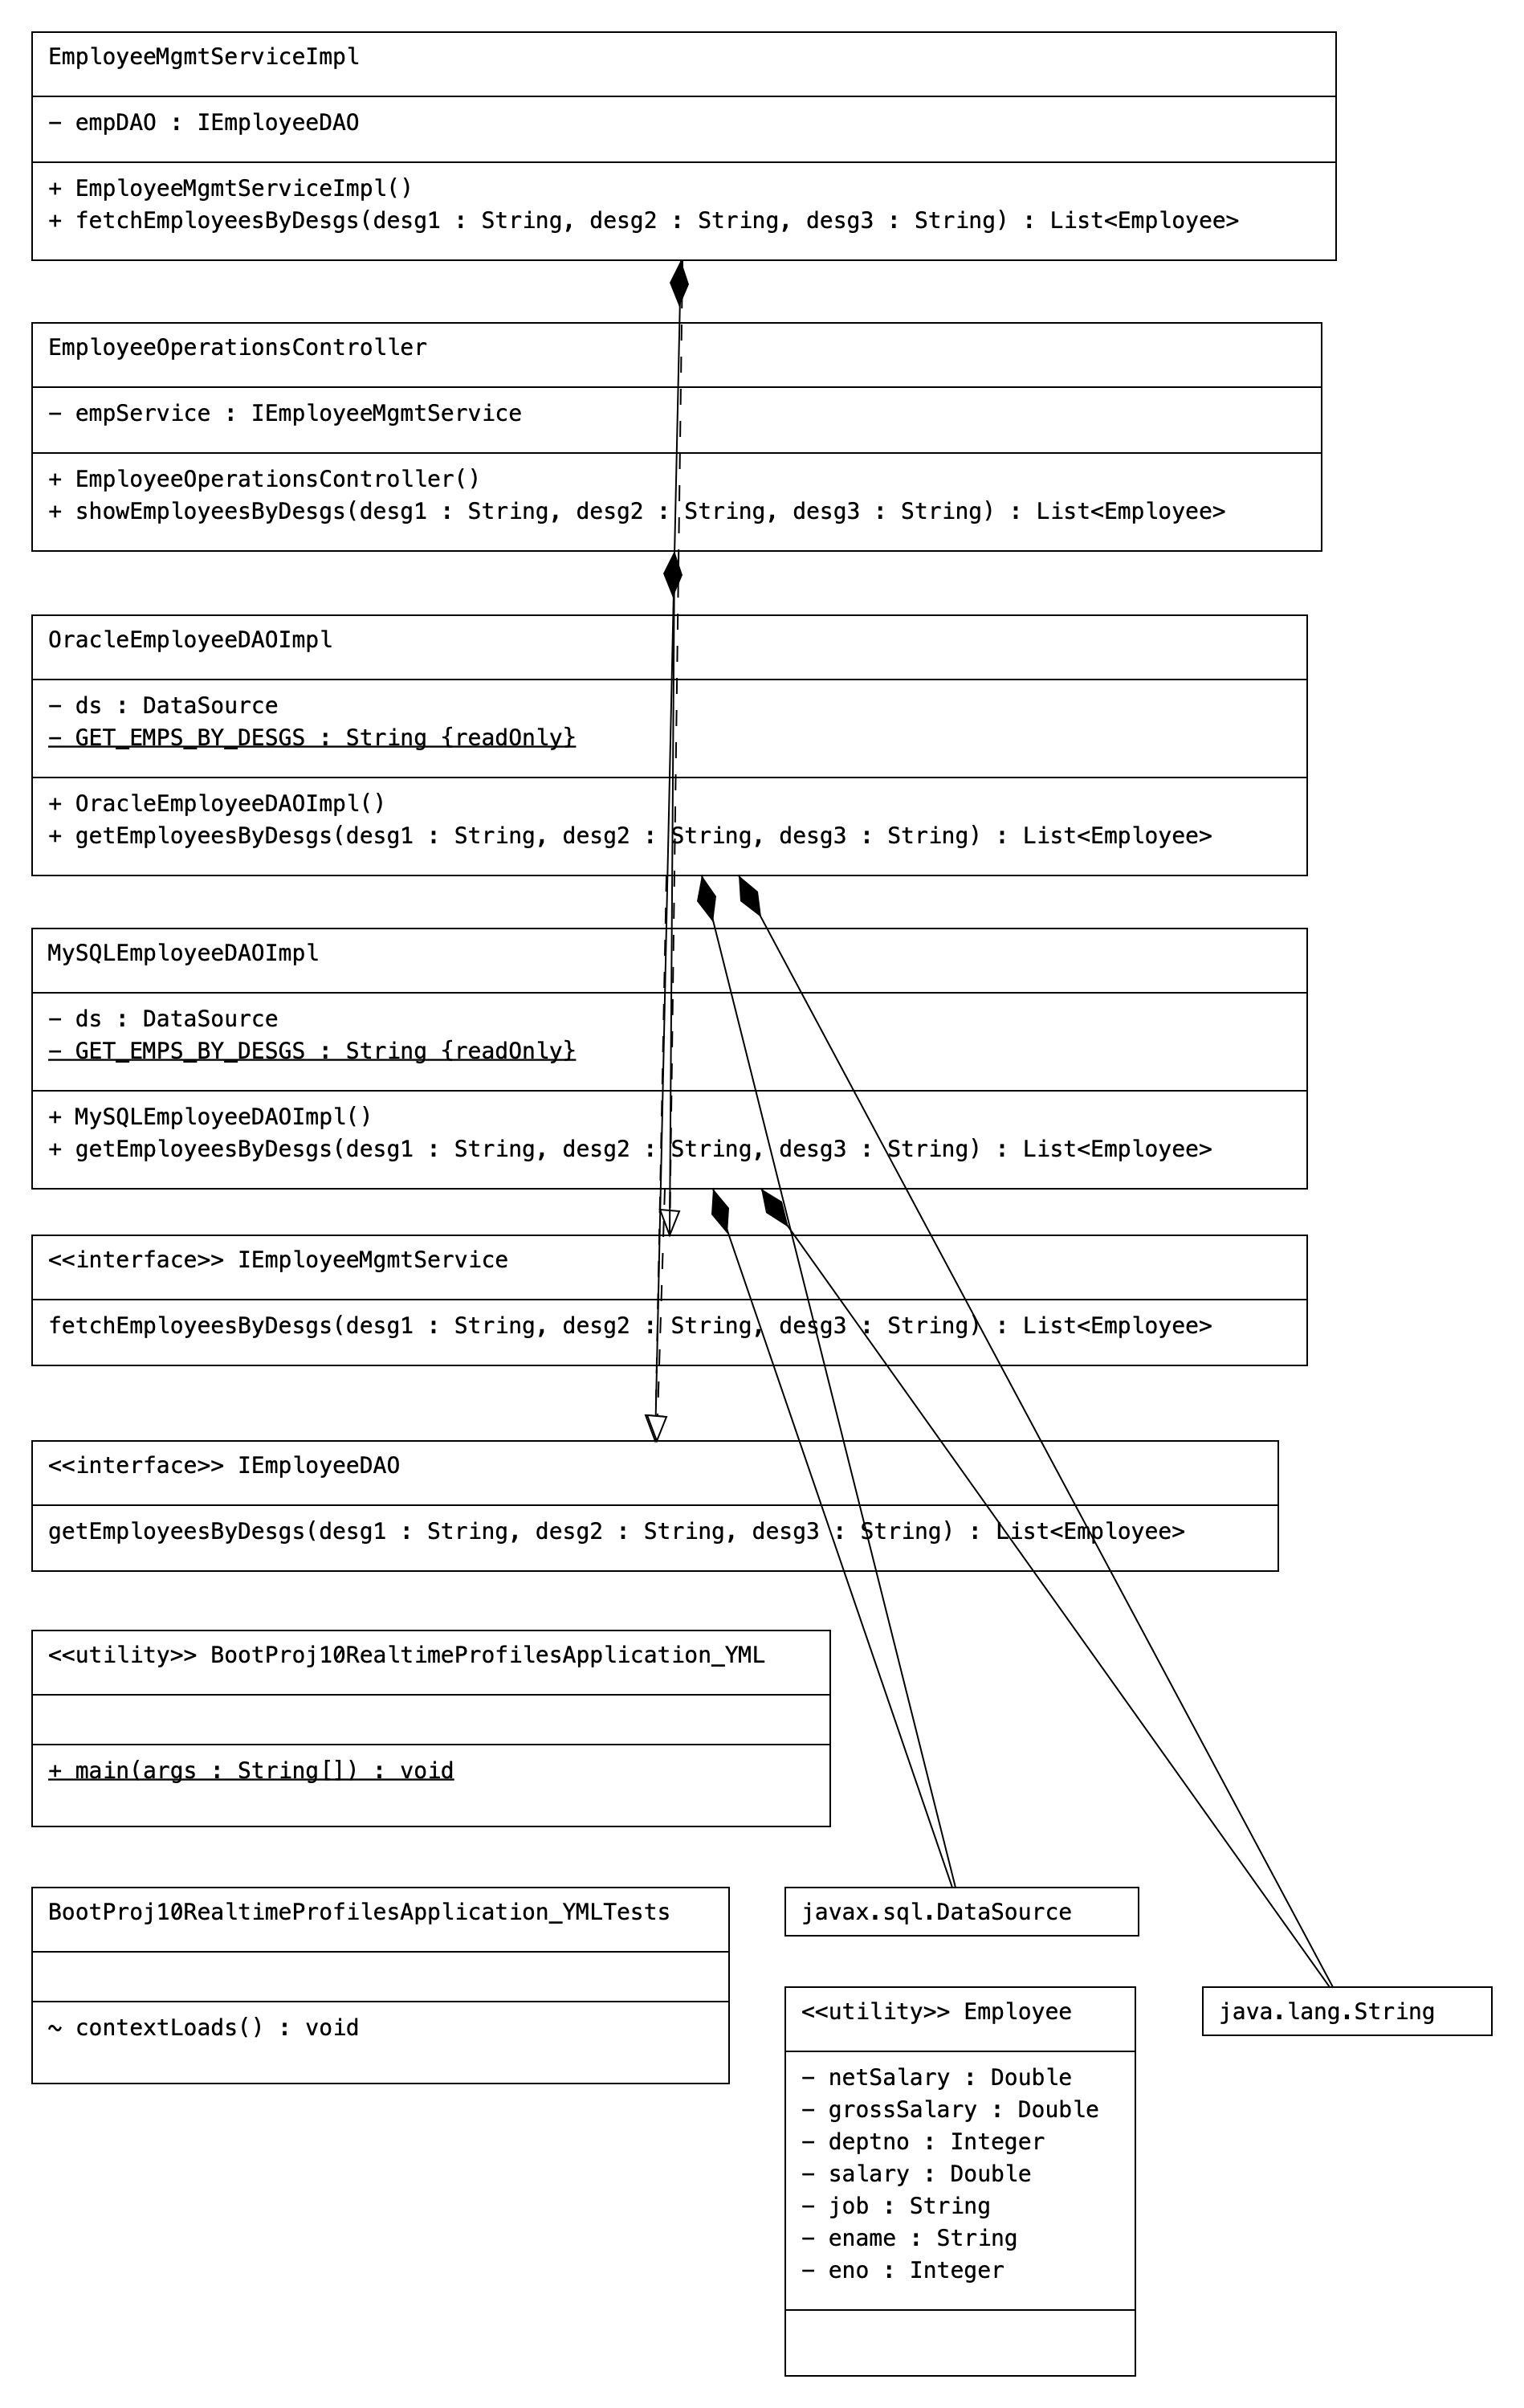 EmployeeMgmtServiceImpl
− empDAO : IEmployeeDAO
+ EmployeeMgmtServiceImpl()
+ fetchEmployeesByDesgs(desg1 : String, desg2 : String, desg3 : String) : List<Employee>
EmployeeOperationsController
− empService : IEmployeeMgmtService
+ EmployeeOperationsController()
+ showEmployeesByDesgs(desg1 : String, desg2 : String, desg3 : String) : List<Employee>
OracleEmployeeDAOImpl
− ds : DataSource
− GET_EMPS_BY_DESGS : String {readOnly}
+ OracleEmployeeDAOImpl()
+ getEmployeesByDesgs(desg1 : String, desg2 : String, desg3 : String) : List<Employee>
MySQLEmployeeDAOImpl
− ds : DataSource
− GET_EMPS_BY_DESGS : String {readOnly}
+ MySQLEmployeeDAOImpl()
+ getEmployeesByDesgs(desg1 : String, desg2 : String, desg3 : String) : List<Employee>
<<interface>> IEmployeeMgmtService
fetchEmployeesByDesgs(desg1 : String, desg2 : String, desg3 : String) : List<Employee>
<<interface>> IEmployeeDAO
getEmployeesByDesgs(desg1 : String, desg2 : String, desg3 : String) : List<Employee>
<<utility>> BootProj10RealtimeProfilesApplication_YML
+ main(args : String[]) : void
BootProj10RealtimeProfilesApplication_YMLTests
~ contextLoads() : void
javax.sql.DataSource
<<utility>> Employee
− netSalary : Double
− grossSalary : Double
− deptno : Integer
− salary : Double
− job : String
− ename : String
− eno : Integer
java.lang.String